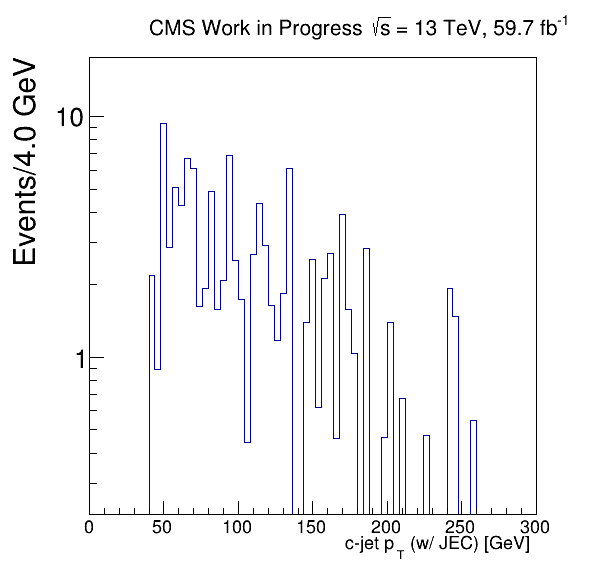 CMS Work in Progress √s = 13 TeV, 59.7 fb⁻¹
Events/4.0 GeV
10
1
0 50 100 150 200 250 300
c-jet p_T (w/ JEC) [GeV]